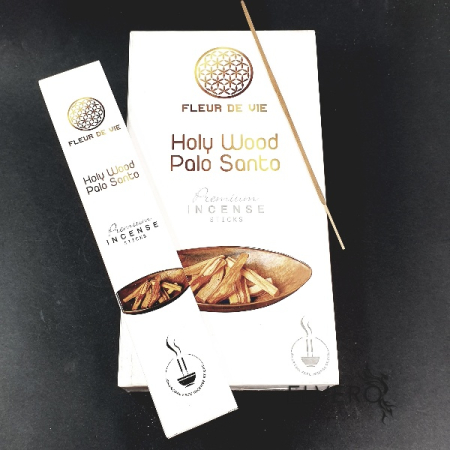 FLEUR DE VIE
Holy Wood
Palo Santo
Premium
INCENSE
STICKS
FLEUR DE VIE
Holy Wood
Palo Santo
Premium
INCENSE
STICKS